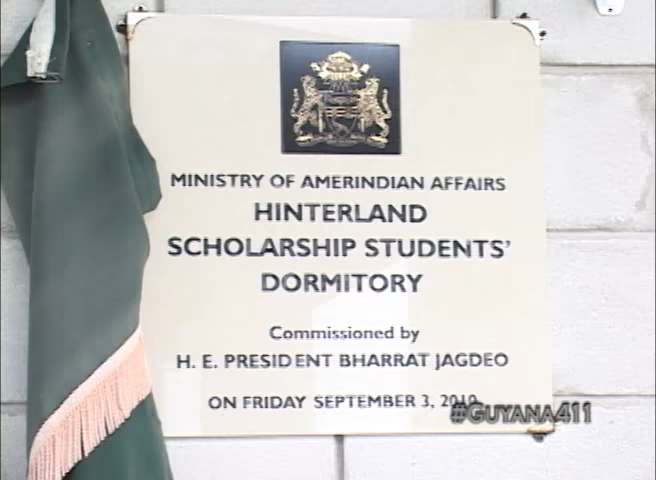 MINISTRY OF AMERINDIAN AFFAIRS
HINTERLAND
SCHOLARSHIP STUDENTS'
DORMITORY
Commissioned by
H. E. PRESIDENT BHARRAT JAGDEO
ON FRIDAY SEPTEMBER 3, 2010
#GUYANA411